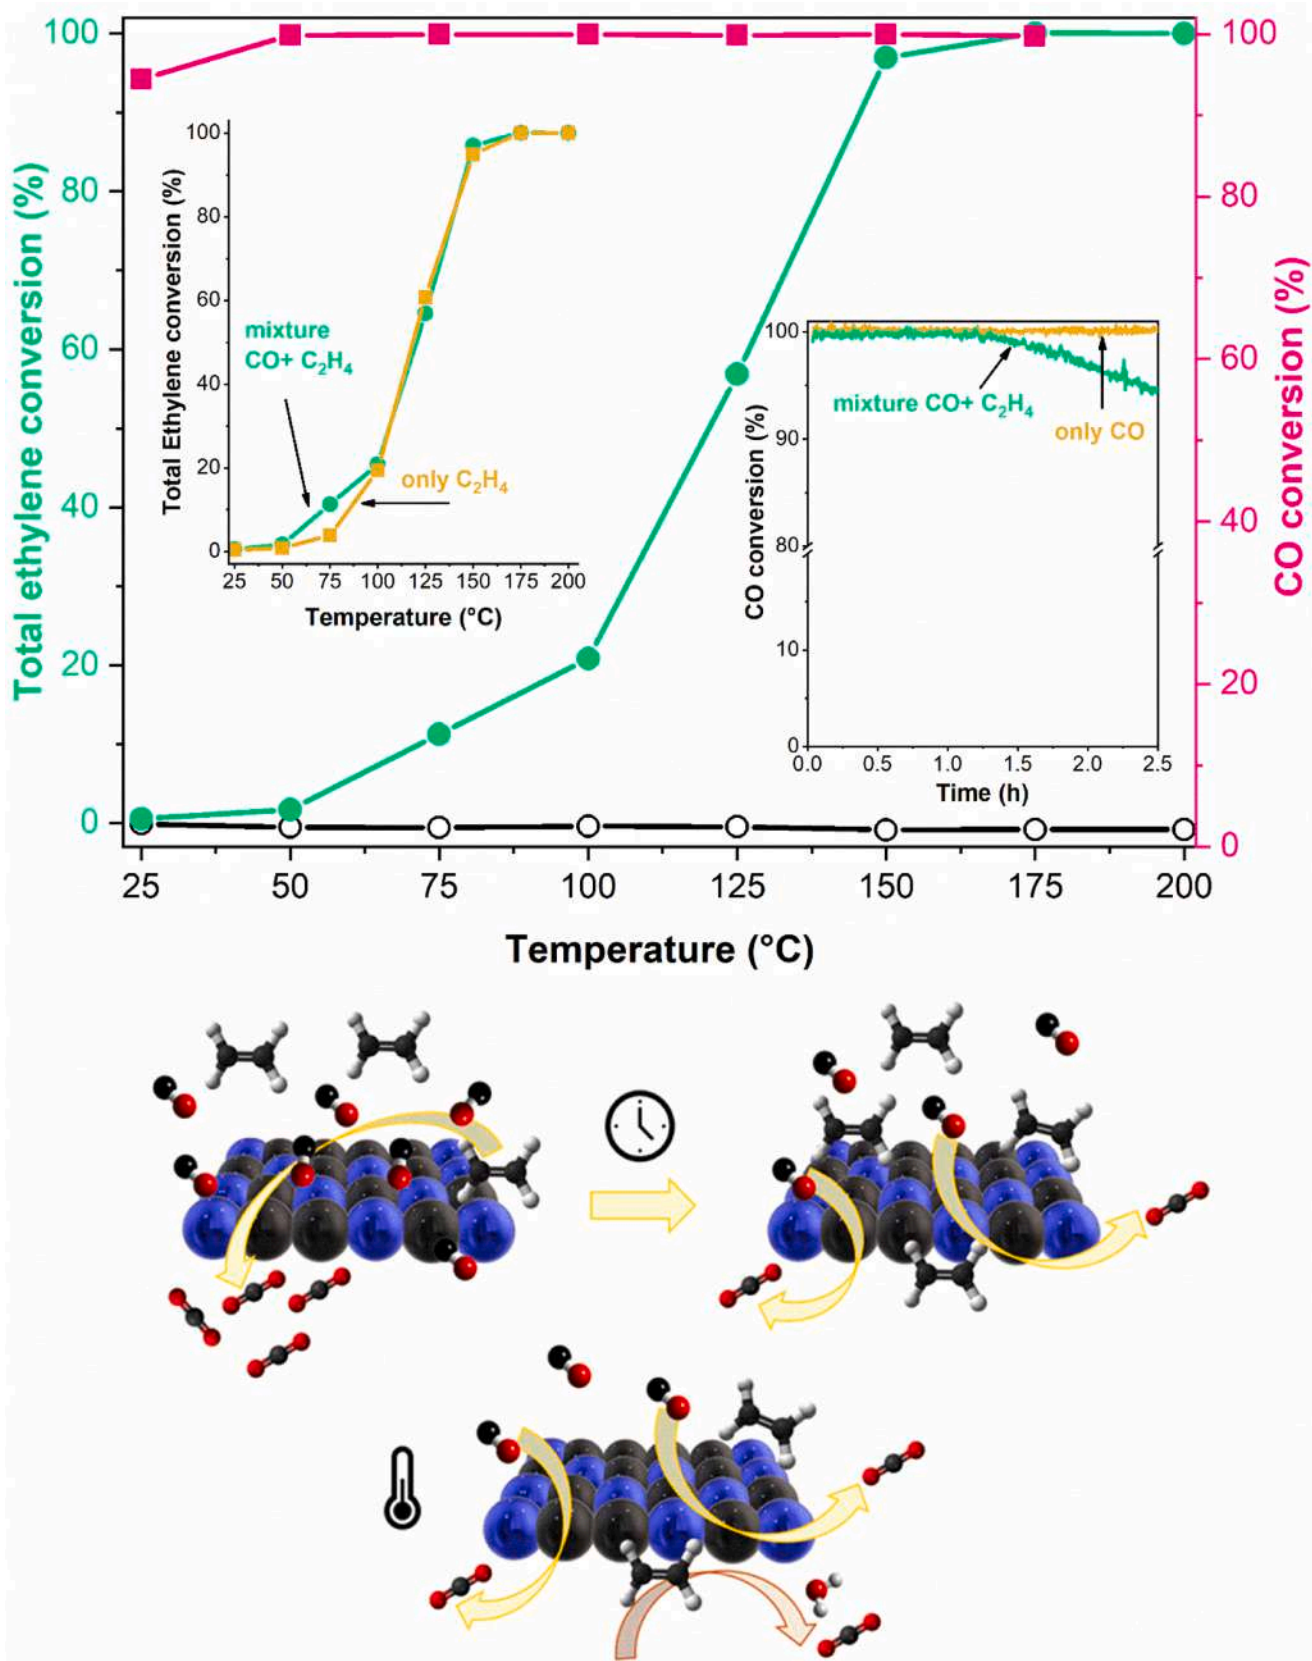 Total ethylene conversion (%)
100
80
60
40
20
0
CO conversion (%)
100
80
60
40
20
0
25 50 75 100 125 150 175 200
Temperature (°C)
Total Ethylene conversion (%)
100
80
60
40
20
0
mixture
CO+ C₂H₄
only C₂H₄
25 50 75 100 125 150 175 200
Temperature (°C)
CO conversion (%)
100
90
80
10
0
mixture CO+ C₂H₄
only CO
0.0 0.5 1.0 1.5 2.0 2.5
Time (h)